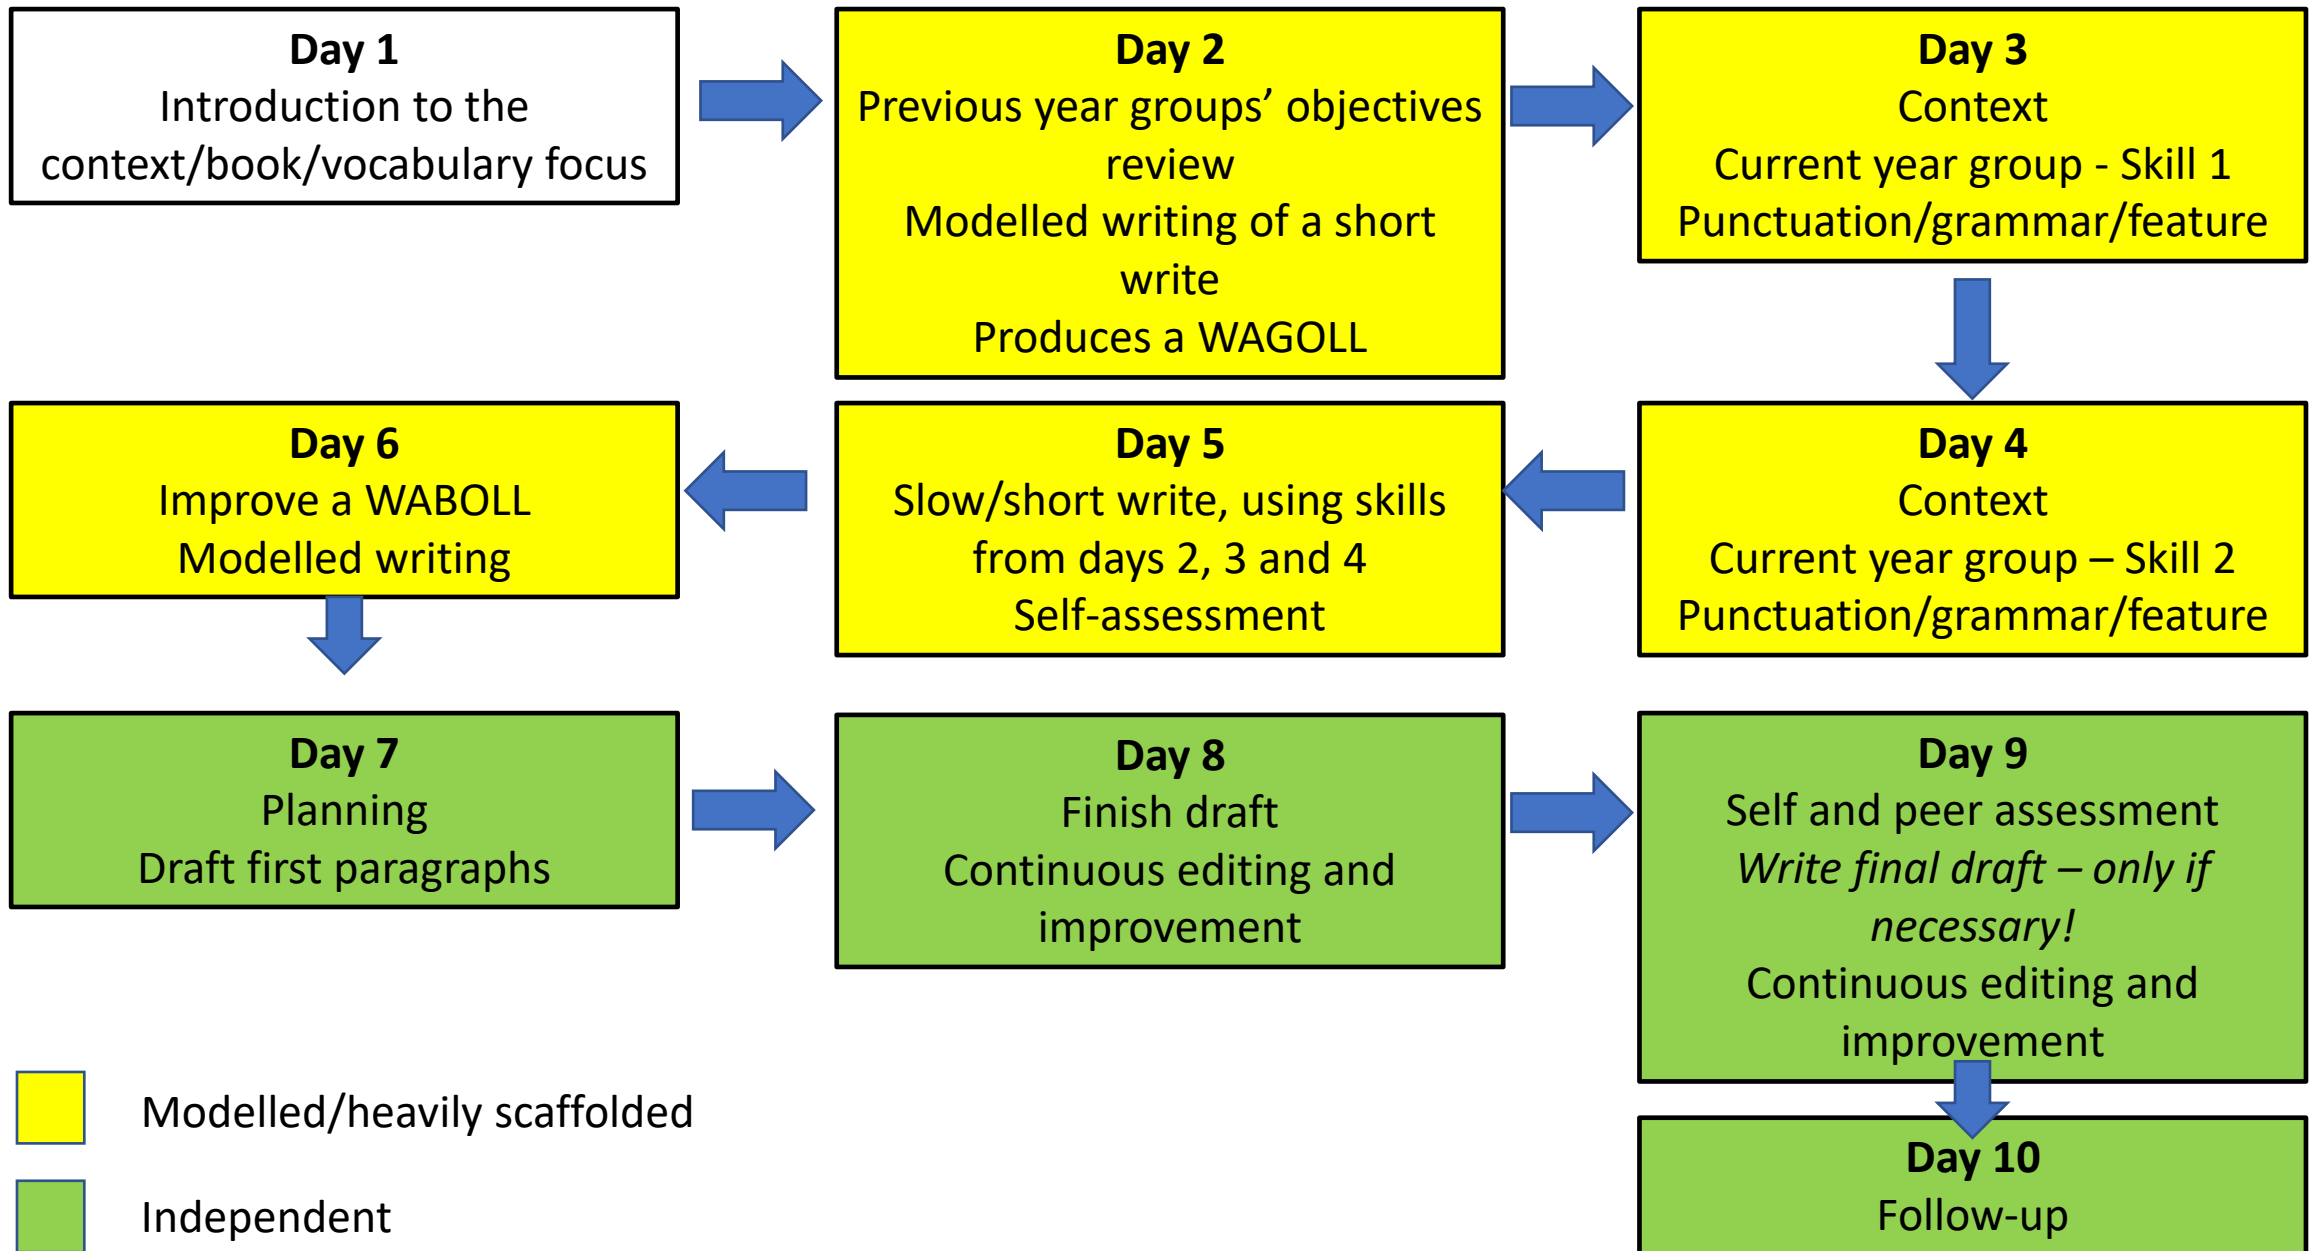 Day 1
Introduction to the
context/book/vocabulary focus
Day 2
Previous year groups’ objectives
review
Modelled writing of a short
write
Produces a WAGOLL
Day 3
Context
Current year group - Skill 1
Punctuation/grammar/feature
Day 4
Context
Current year group – Skill 2
Punctuation/grammar/feature
Day 5
Slow/short write, using skills
from days 2, 3 and 4
Self-assessment
Day 6
Improve a WABOLL
Modelled writing
Day 7
Planning
Draft first paragraphs
Day 8
Finish draft
Continuous editing and
improvement
Day 9
Self and peer assessment
Write final draft – only if
necessary!
Continuous editing and
improvement
Day 10
Follow-up
Modelled/heavily scaffolded
Independent